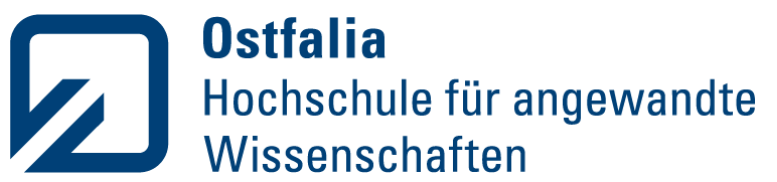 Ostfalia
Hochschule für angewandte
Wissenschaften